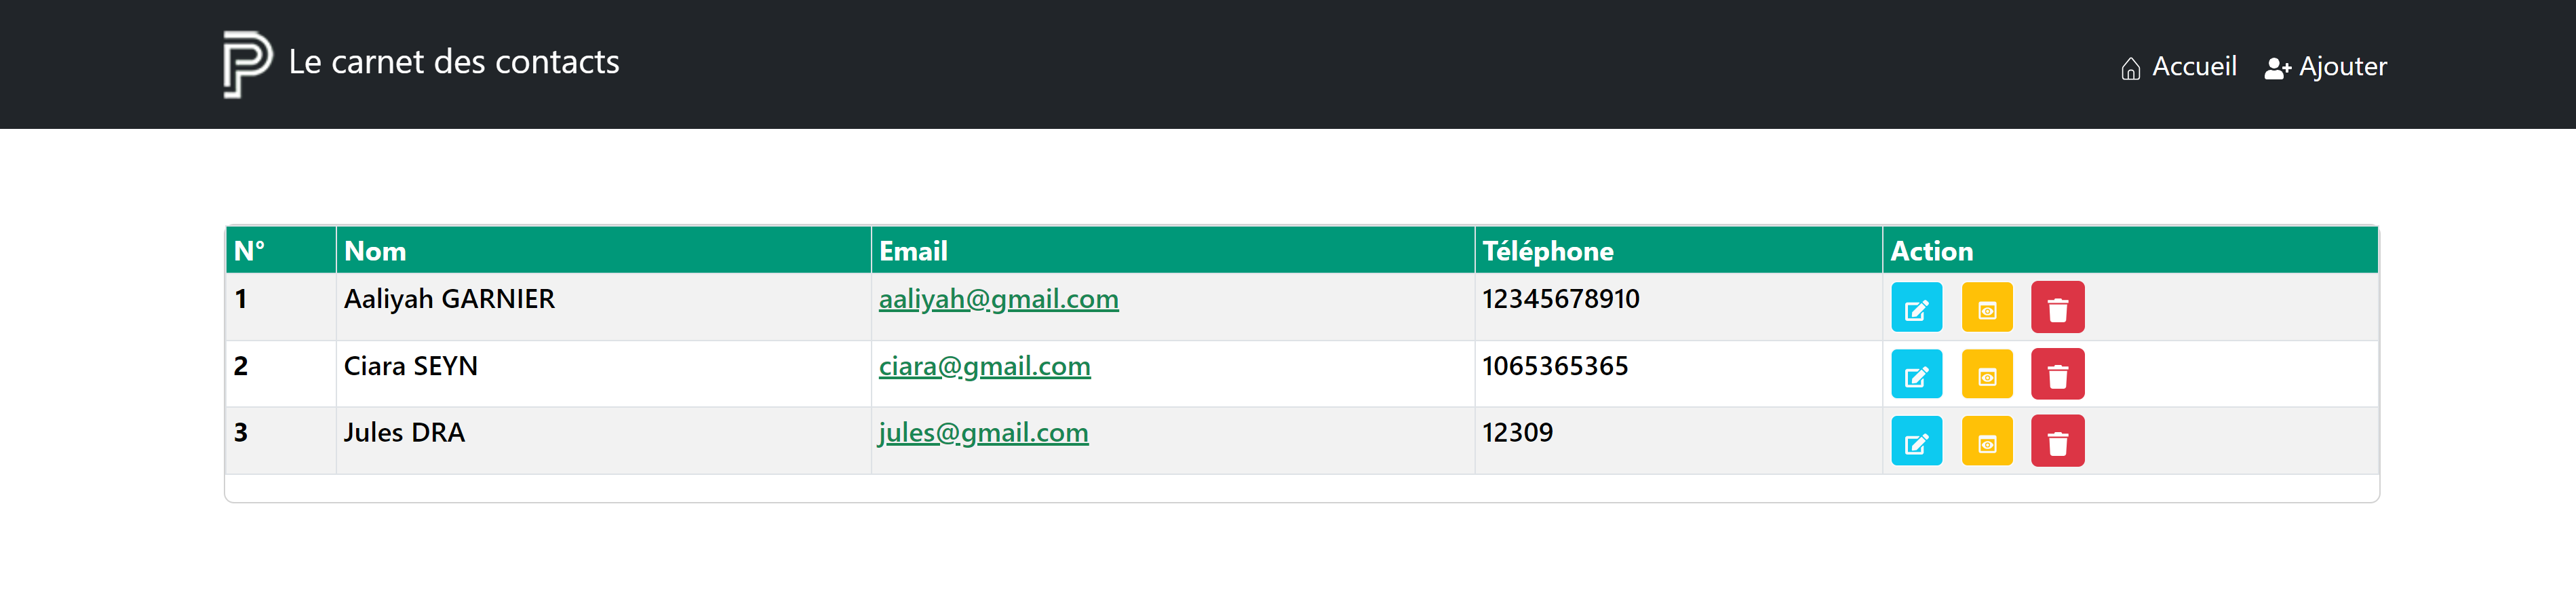 Le carnet des contacts
Accueil Ajouter
N° Nom Email Téléphone Action
1 Aaliyah GARNIER aaliyah@gmail.com 12345678910
2 Ciara SEYN ciara@gmail.com 1065365365
3 Jules DRA jules@gmail.com 12309